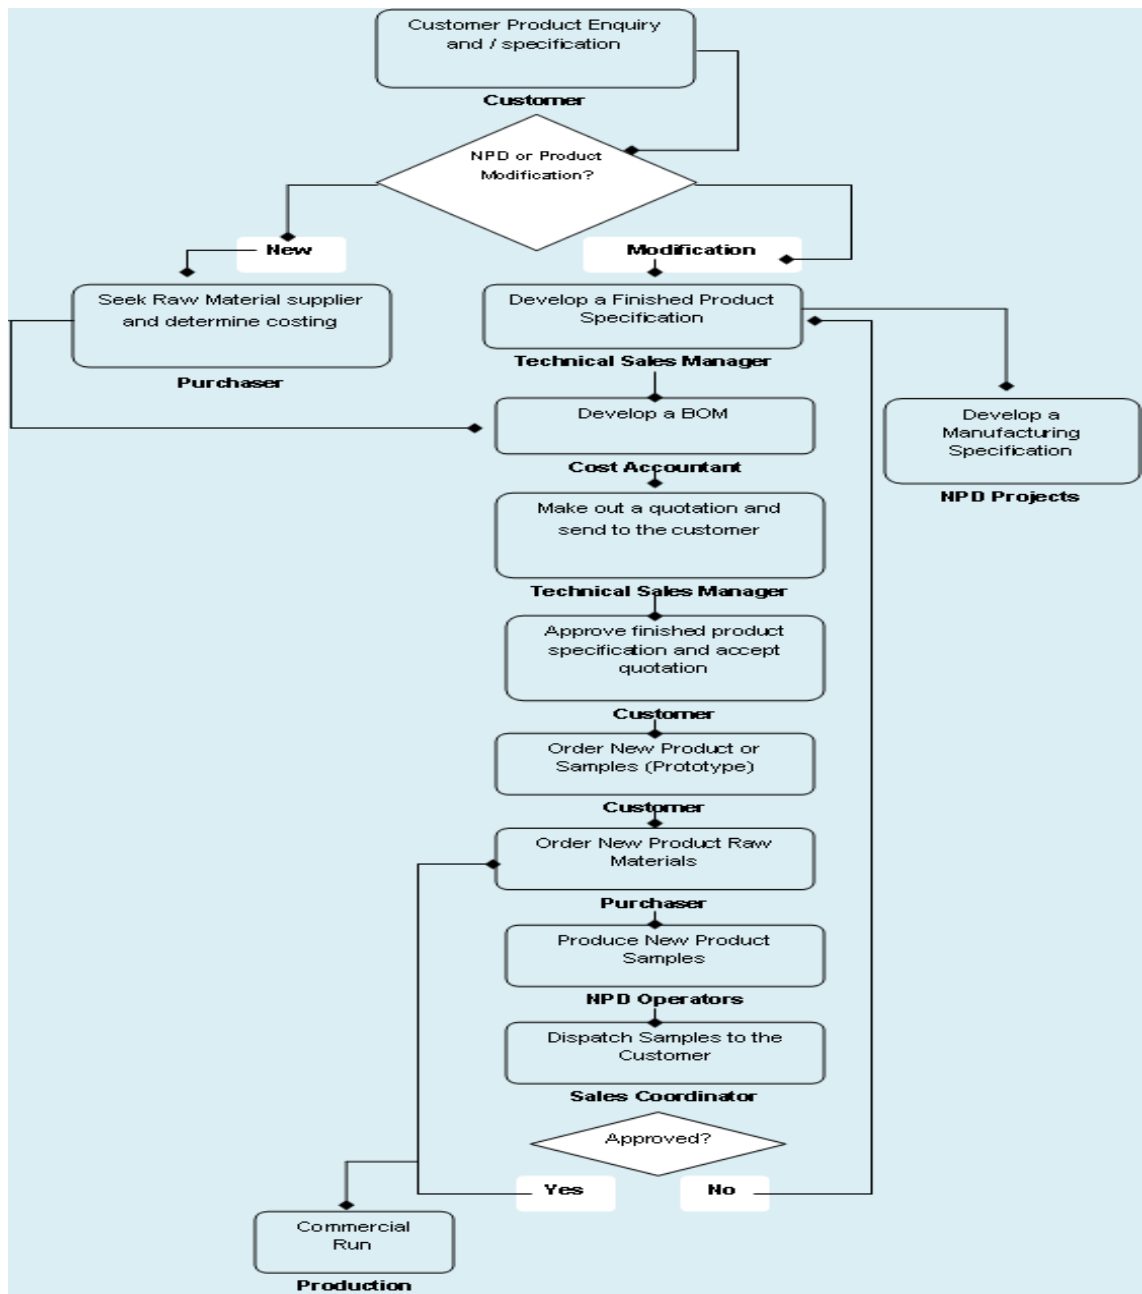 Customer Product Enquiry
and / specification
Customer
NPD or Product
Modification?
New
Modification
Seek Raw Material supplier
and determine costing
Purchaser
Develop a Finished Product
Specification
Technical Sales Manager
Develop a BOM
Cost Accountant
Develop a
Manufacturing
Specification
NPD Projects
Make out a quotation and
send to the customer
Technical Sales Manager
Approve finished product
specification and accept
quotation
Customer
Order New Product or
Samples (Prototype)
Customer
Order New Product Raw
Materials
Purchaser
Produce New Product
Samples
NPD Operators
Dispatch Samples to the
Customer
Sales Coordinator
Approved?
Yes
No
Commercial
Run
Production